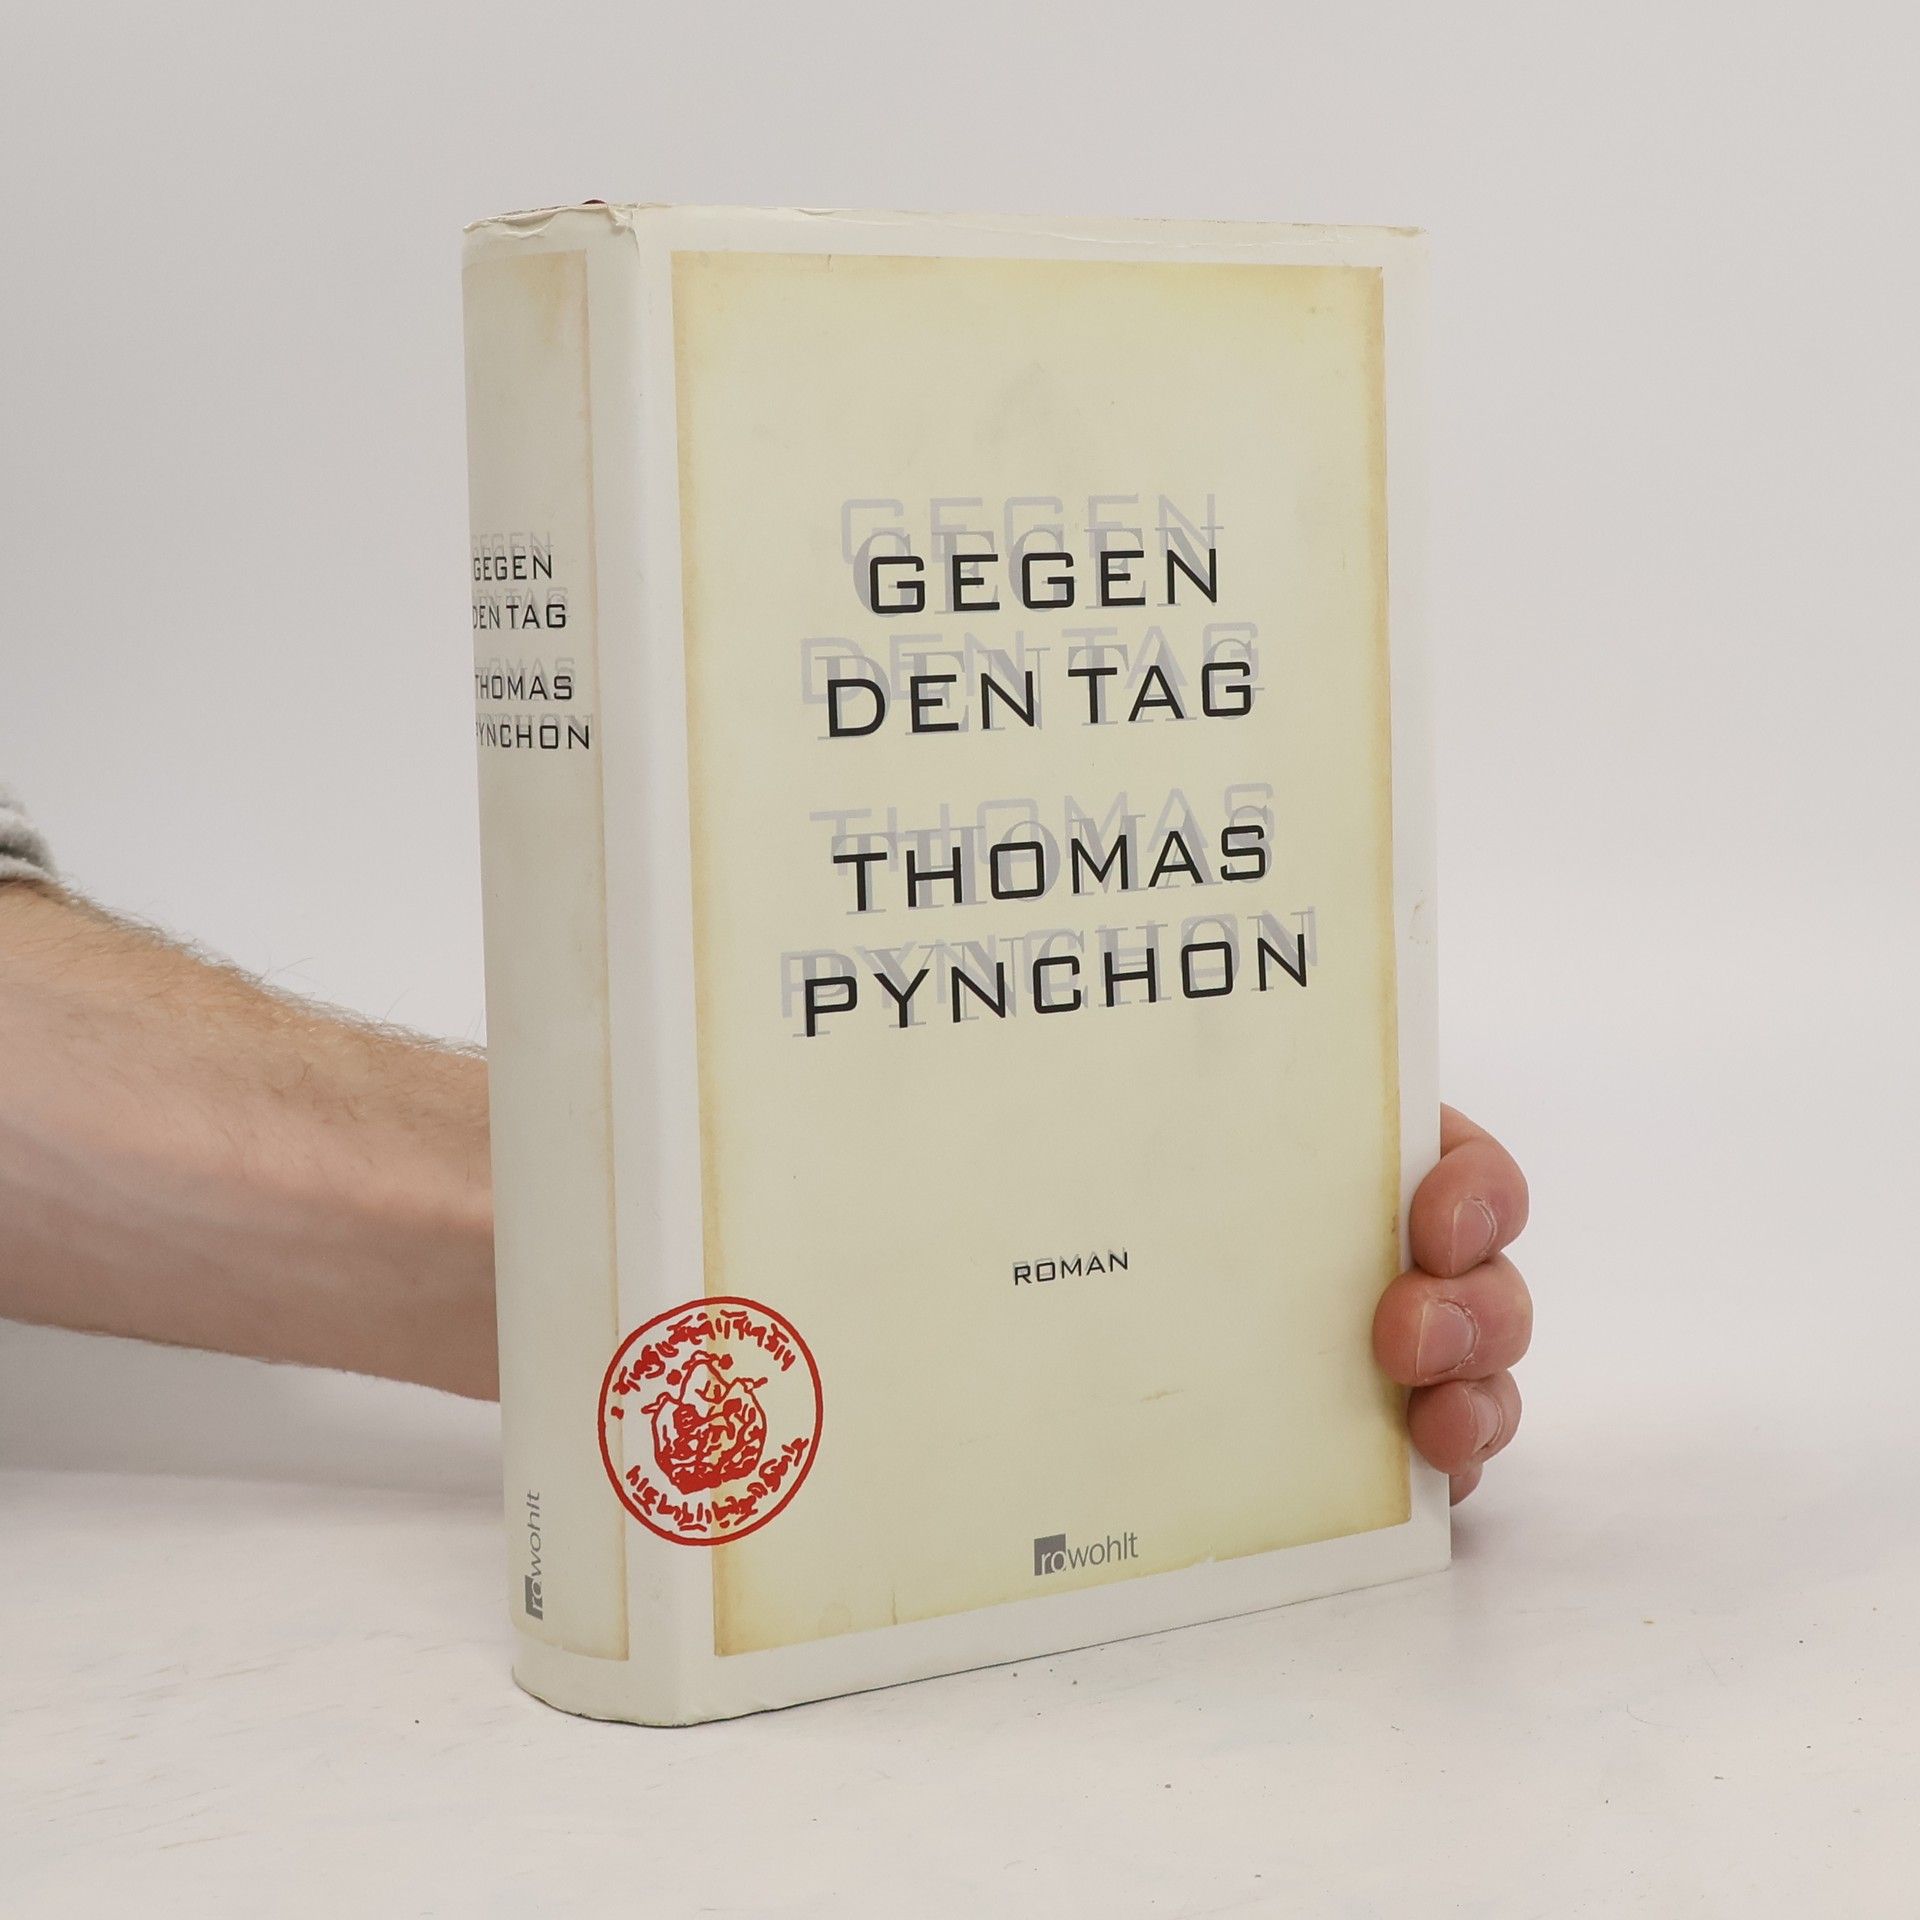 GEGEN
DEN TAG
THOMAS
PYNCHON
rowohlt
GEGEN
DEN TAG
THOMAS
PYNCHON
ROMAN
rowohlt